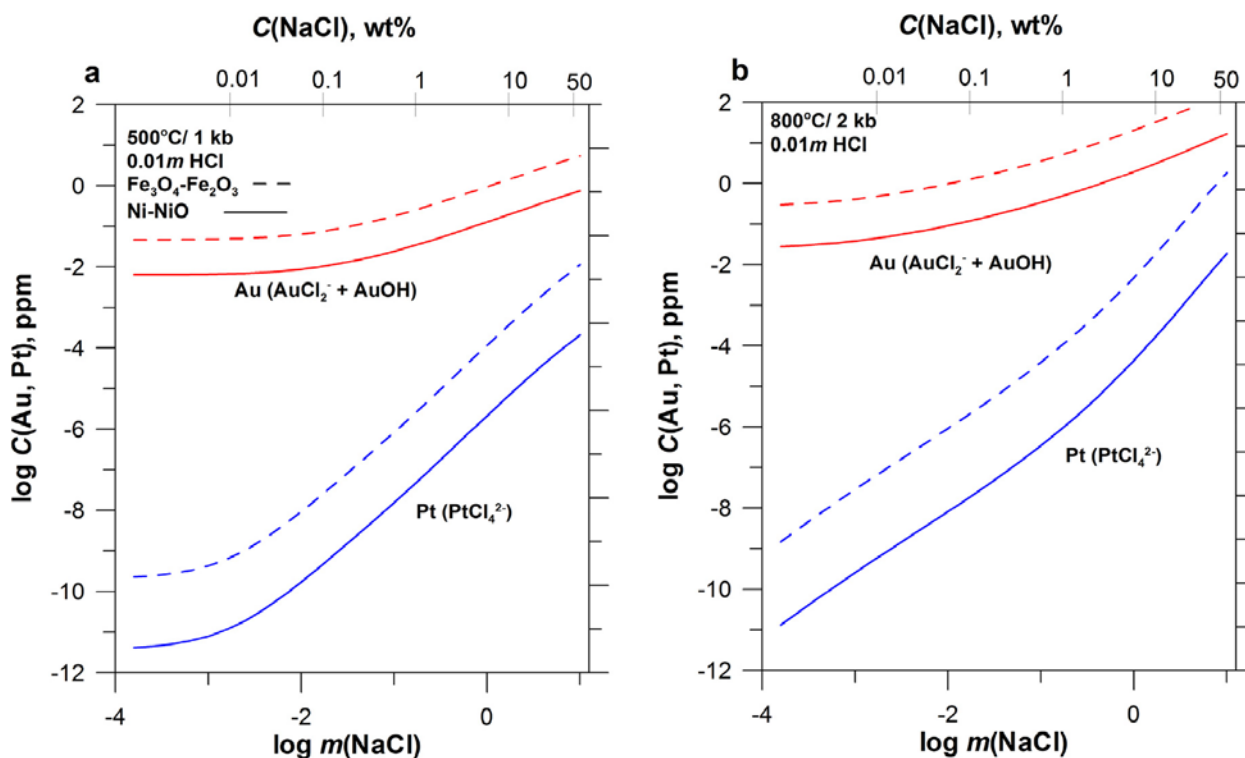 C(NaCl), wt%
a
0.01 0.1 1 10 50
2
0
-2
-4
-6
-8
-10
-12
log C(Au, Pt), ppm
500°C/ 1 kb
0.01m HCl
Fe₃O₄-Fe₂O₃
Ni-NiO
Au (AuCl₂⁻ + AuOH)
Pt (PtCl₄²⁻)
-4 -2 0
log m(NaCl)
C(NaCl), wt%
b
0.01 0.1 1 10 50
2
0
-2
-4
-6
-8
-10
-12
log C(Au, Pt), ppm
800°C/ 2 kb
0.01m HCl
Au (AuCl₂⁻ + AuOH)
Pt (PtCl₄²⁻)
-4 -2 0
log m(NaCl)